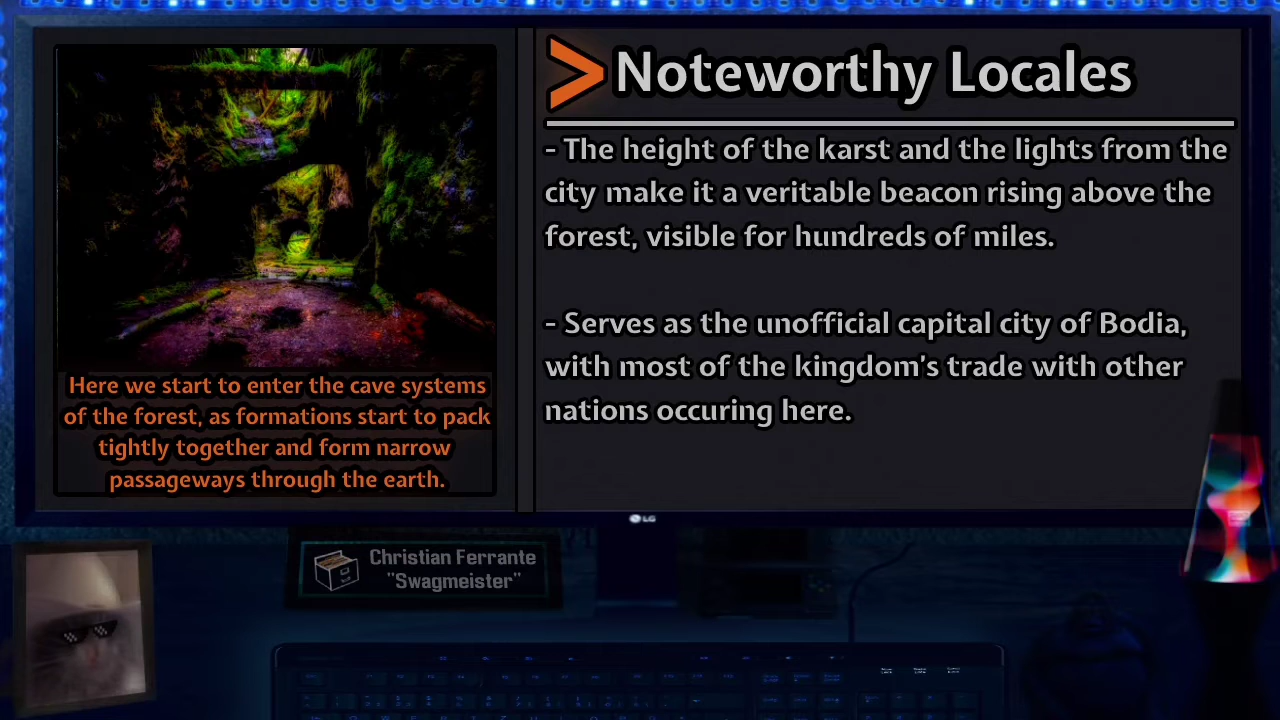 > Noteworthy Locales
- The height of the karst and the lights from the
city make it a veritable beacon rising above the
forest, visible for hundreds of miles.
- Serves as the unofficial capital city of Bodia,
with most of the kingdom's trade with other
nations occuring here.
Here we start to enter the cave systems
of the forest, as formations start to pack
tightly together and form narrow
passageways through the earth.
LG
Christian Ferrante
"Swagmeister"